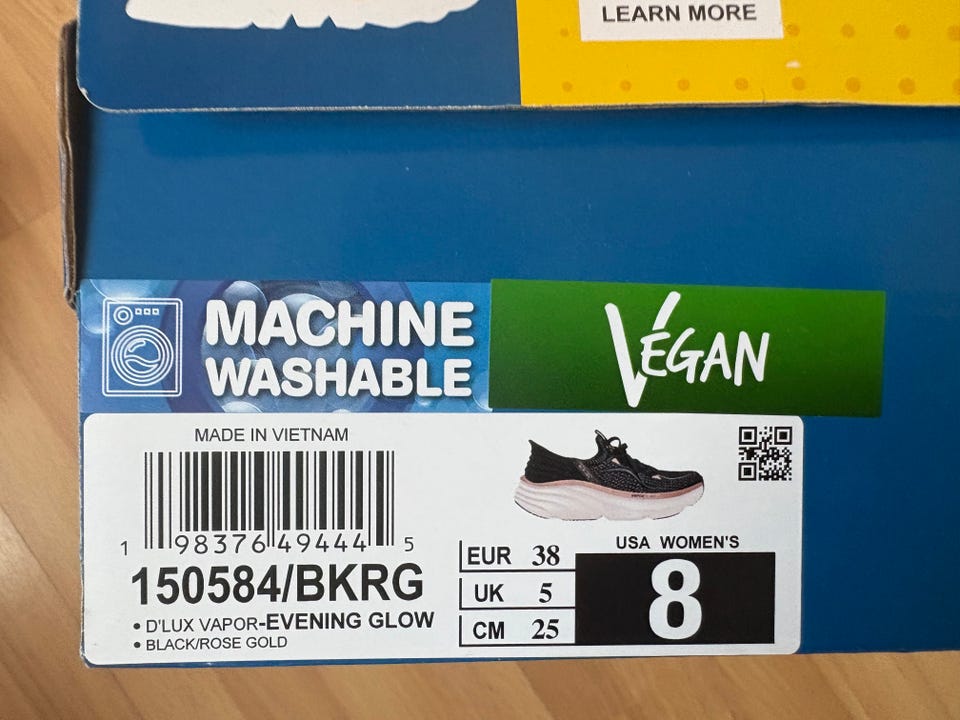 LEARN MORE
MACHINE
WASHABLE
VEGAN
MADE IN VIETNAM
1 98376 49444 5
150584/BKRG
• D'LUX VAPOR-EVENING GLOW
• BLACK/ROSE GOLD
EUR 38
UK 5
CM 25
USA WOMEN'S
8